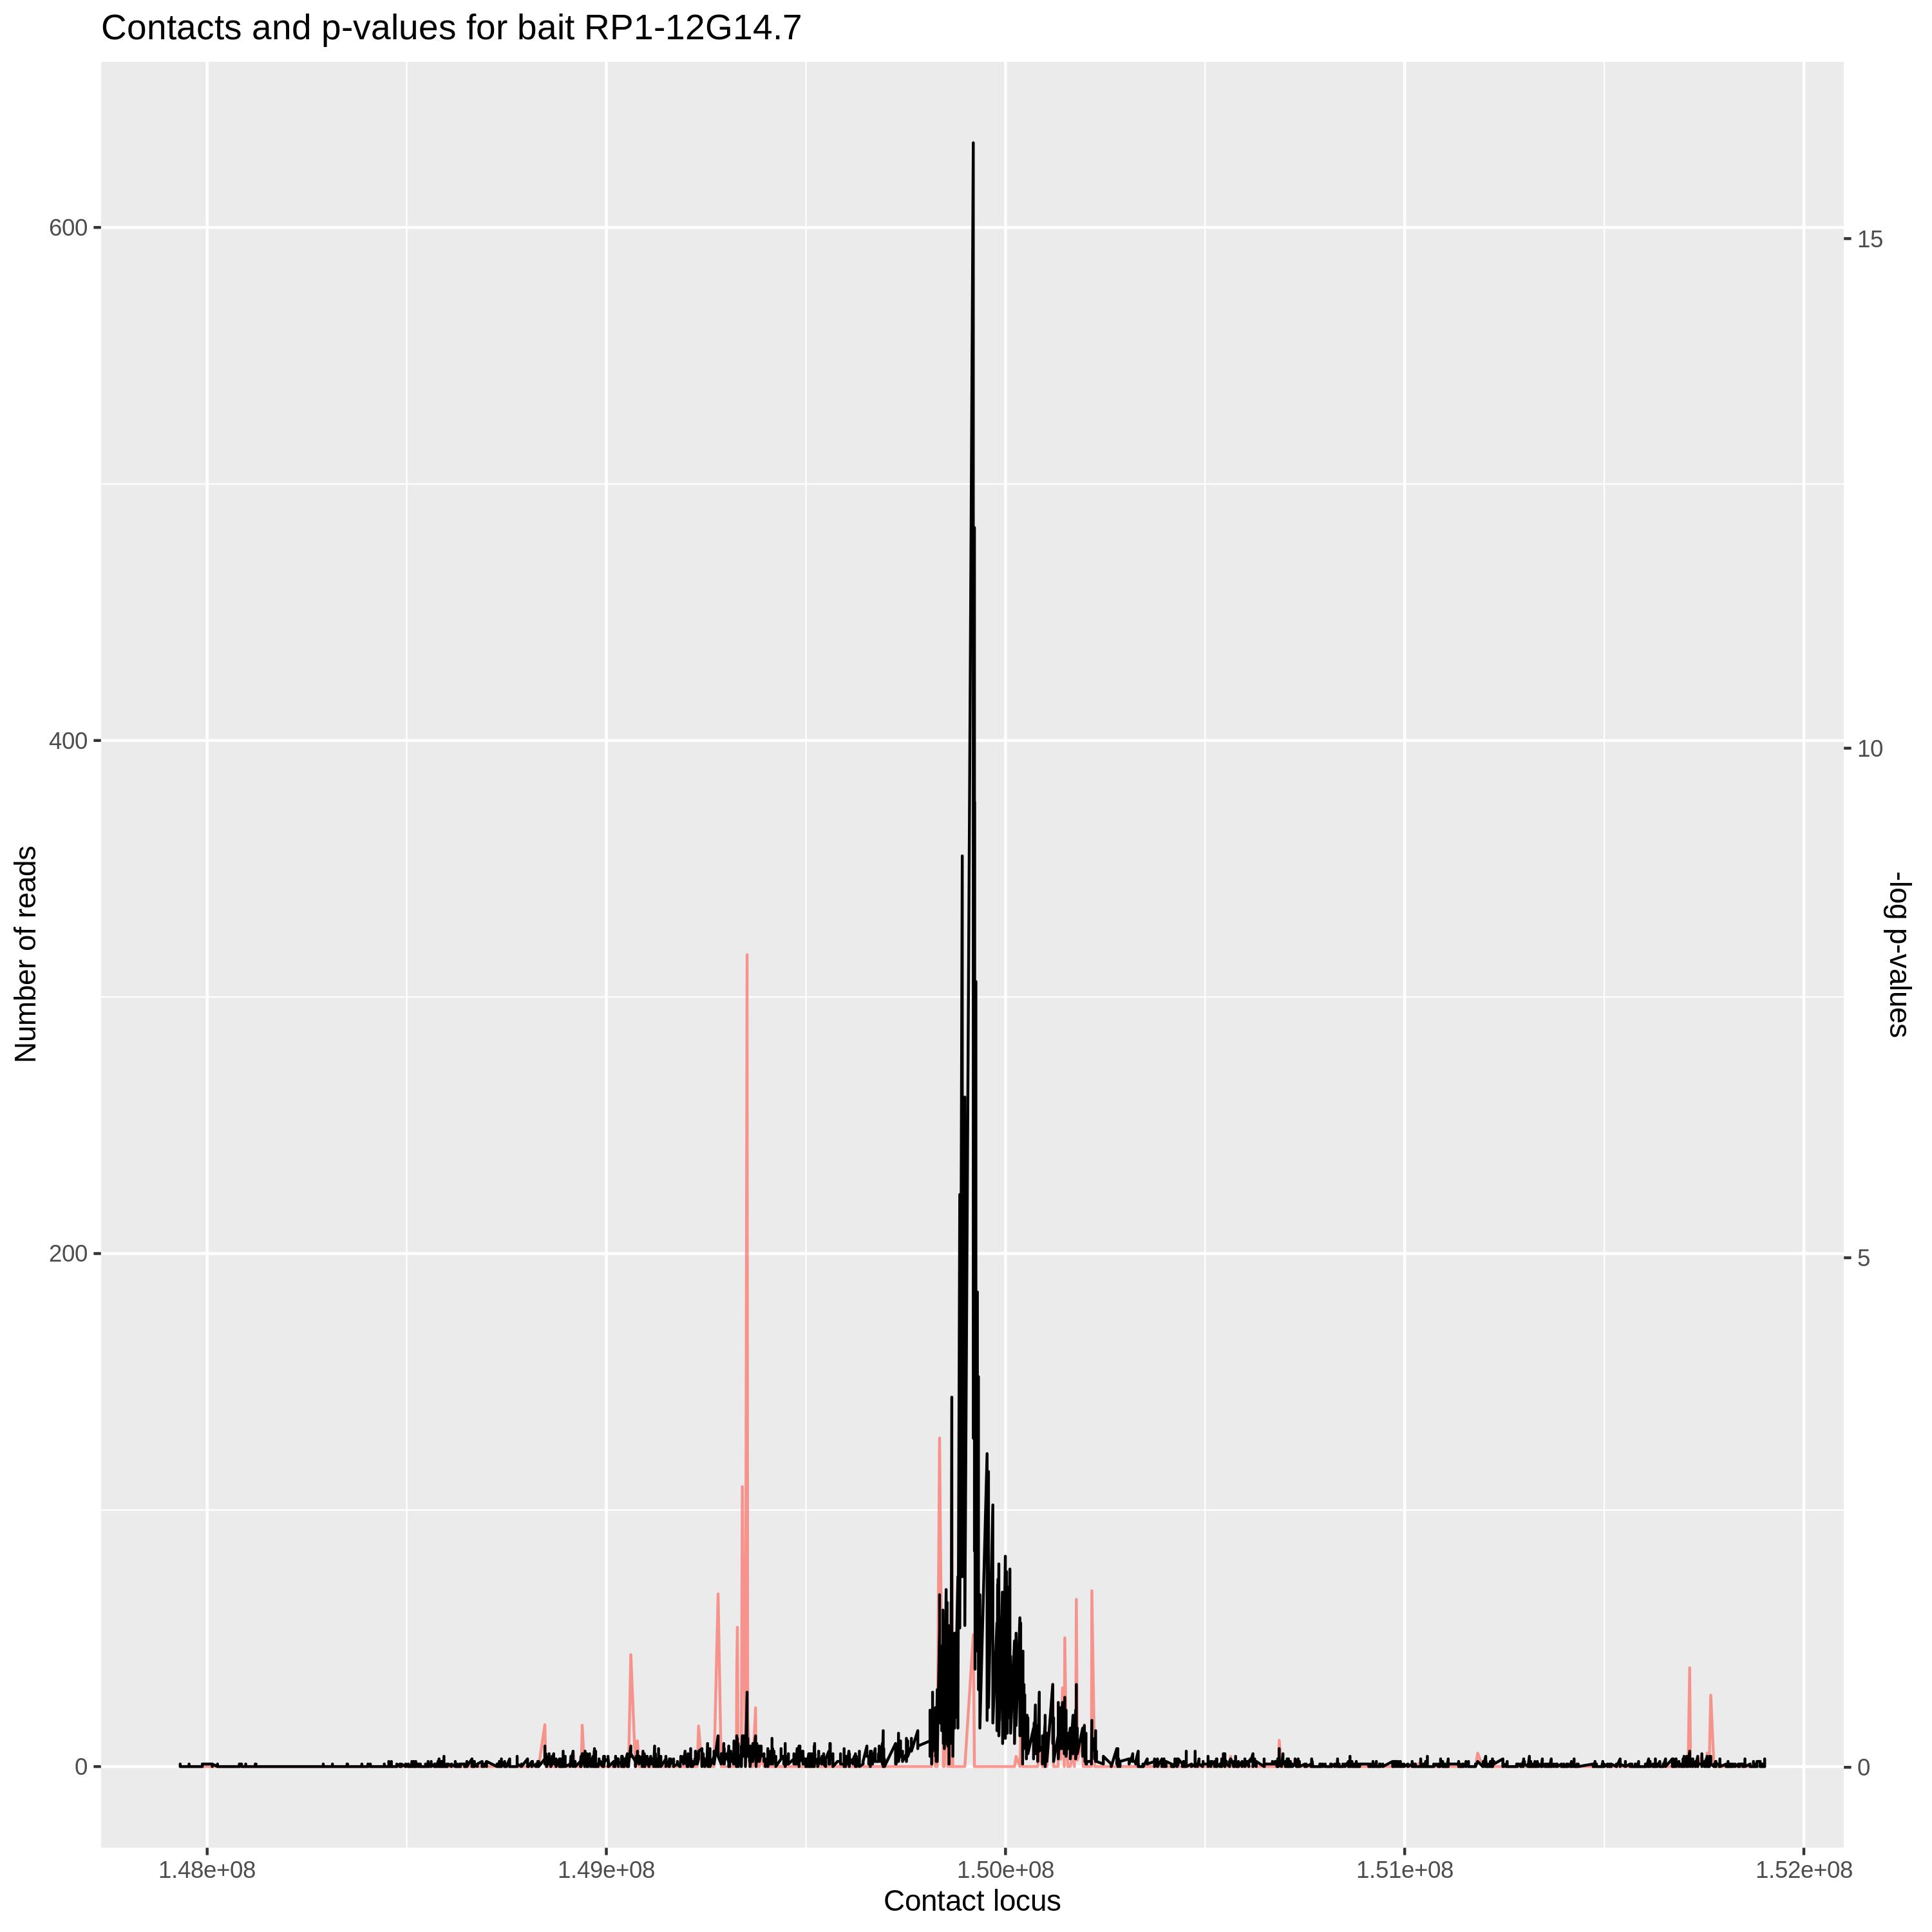 Contacts and p-values for bait RP1-12G14.7
600
400
200
0
15
10
5
0
Number of reads
-log p-values
1.48e+08
1.49e+08
1.50e+08
1.51e+08
1.52e+08
Contact locus